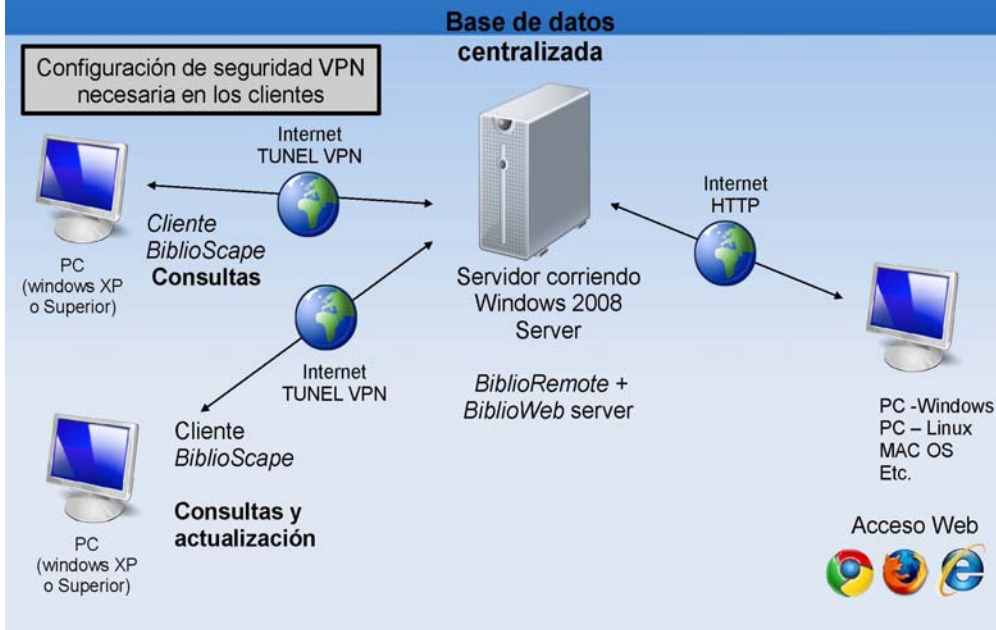 Base de datos
centralizada
Configuración de seguridad VPN
necesaria en los clientes
Internet
TUNEL VPN
Cliente
BiblioScape
Consultas
PC
(windows XP
o Superior)
Internet
TUNEL VPN
Cliente
BiblioScape
Consultas y
actualización
PC
(windows XP
o Superior)
Servidor corriendo
Windows 2008
Server
BiblioRemote +
BiblioWeb server
Internet
HTTP
PC -Windows
PC – Linux
MAC OS
Etc.
Acceso Web